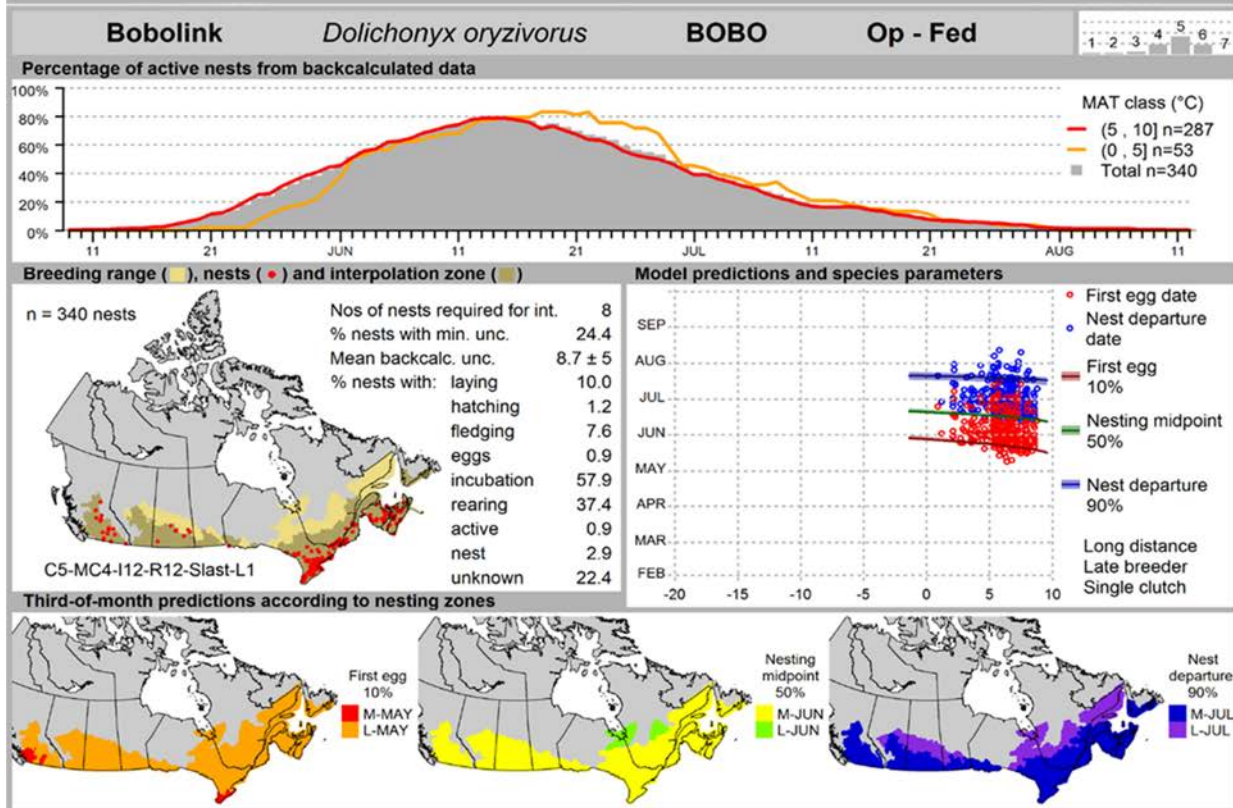 Bobolink Dolichonyx oryzivorus BOBO Op - Fed
1 2 3 4 5 6 7
Percentage of active nests from backcalculated data
100%
80%
60%
40%
20%
0%
11 21 JUN 11 21 JUL 11 21 AUG 11
MAT class (°C)
(5 , 10] n=287
(0 , 5] n=53
Total n=340
Breeding range ( ), nests ( ) and interpolation zone ( )
n = 340 nests
Nos of nests required for int. 8
% nests with min. unc. 24.4
Mean backcalc. unc. 8.7 ± 5
% nests with: laying 10.0
hatching 1.2
fledging 7.6
eggs 0.9
incubation 57.9
rearing 37.4
active 0.9
nest 2.9
unknown 22.4
C5-MC4-I12-R12-Slast-L1
Model predictions and species parameters
SEP
AUG
JUL
JUN
MAY
APR
MAR
FEB
-20 -15 -10 -5 0 5 10
First egg date
Nest departure
date
First egg
10%
Nesting midpoint
50%
Nest departure
90%
Long distance
Late breeder
Single clutch
Third-of-month predictions according to nesting zones
First egg
10%
M-MAY
L-MAY
Nesting
midpoint
50%
M-JUN
L-JUN
Nest
departure
90%
M-JUL
L-JUL